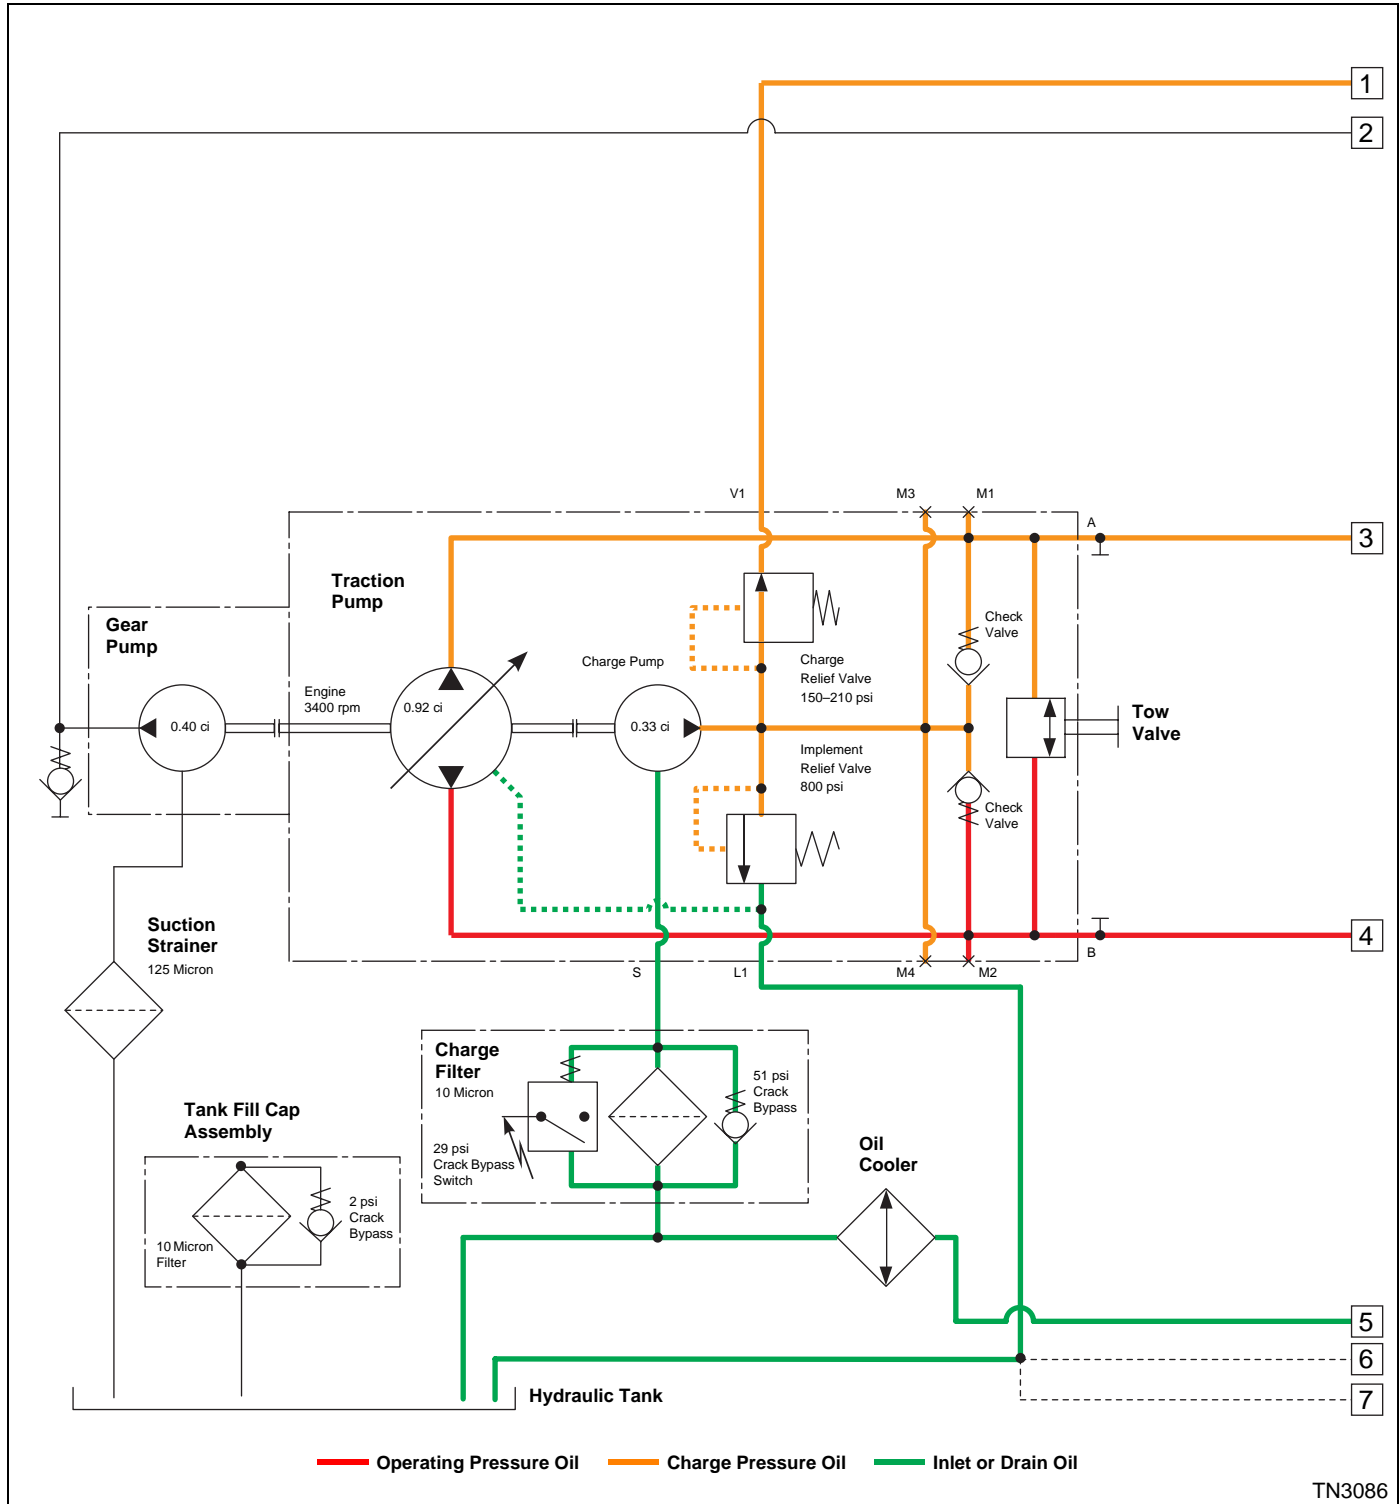 1
2
V1
M3
M1
A
3
Traction
Pump
Gear
Pump
Check
Valve
Charge Pump
Charge
Relief Valve
150–210 psi
Engine
3400 rpm
0.40 ci
0.92 ci
0.33 ci
Tow
Valve
Implement
Relief Valve
800 psi
Check
Valve
Suction
Strainer
125 Micron
4
B
S
L1
M4
M2
Charge
Filter
10 Micron
51 psi
Crack
Bypass
29 psi
Crack Bypass
Switch
Tank Fill Cap
Assembly
Oil
Cooler
2 psi
Crack
Bypass
10 Micron
Filter
5
6
7
Hydraulic Tank
Operating Pressure Oil
Charge Pressure Oil
Inlet or Drain Oil
TN3086